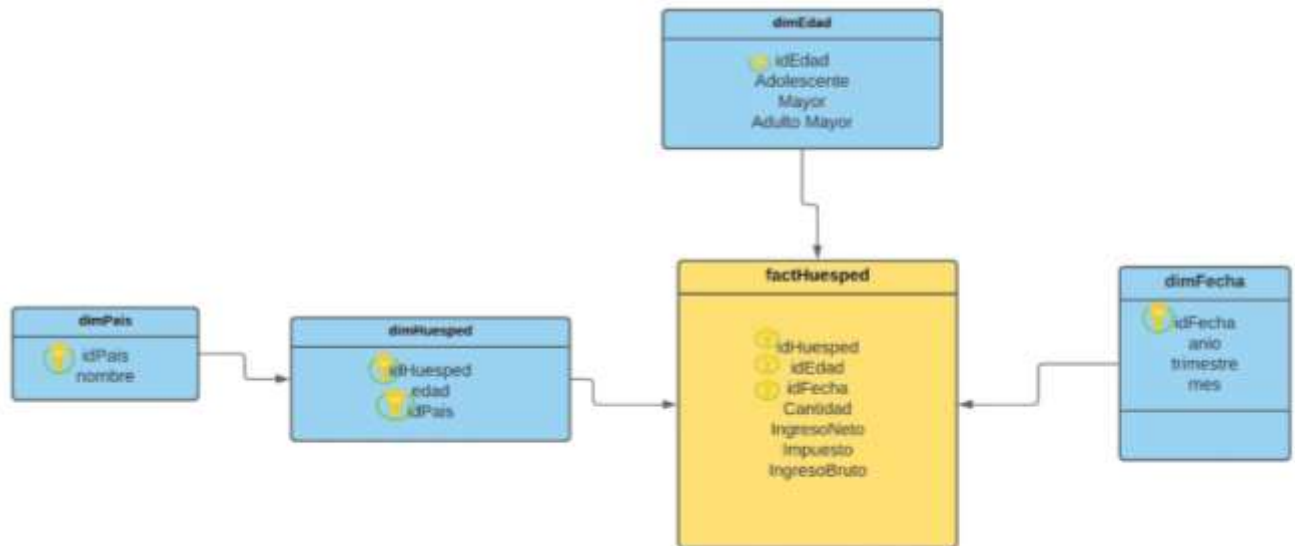 dimEdad
idEdad
Adolescente
Mayor
Adulto Mayor
factHuesped
idHuesped
idEdad
idFecha
Cantidad
IngresoNeto
Impuesto
IngresoBruto
dimFecha
idFecha
anio
trimestre
mes
dimPais
idPais
nombre
dimHuesped
idHuesped
edad
idPais